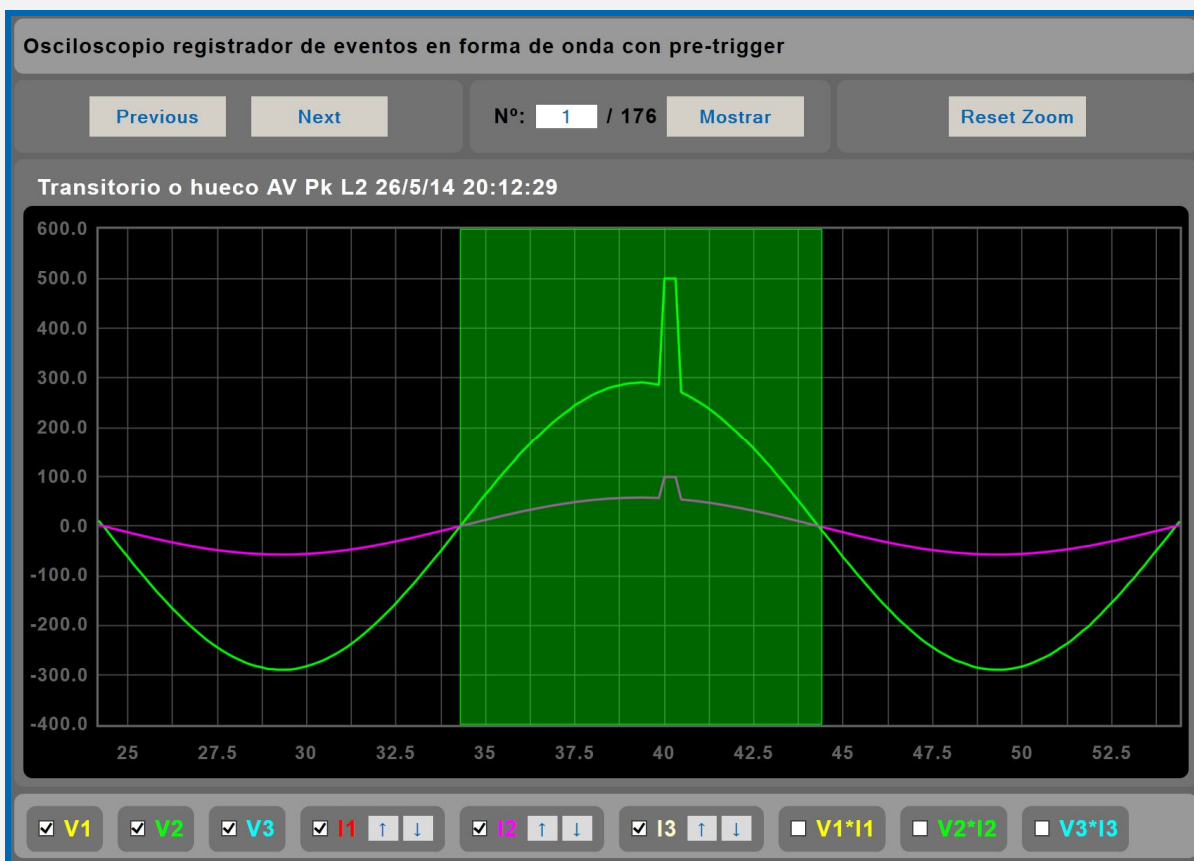 Osciloscopio registrador de eventos en forma de onda con pre-trigger
Previous Next Nº: 1 / 176 Mostrar Reset Zoom
Transitorio o hueco AV Pk L2 26/5/14 20:12:29
600.0
500.0
400.0
300.0
200.0
100.0
0.0
-100.0
-200.0
-300.0
-400.0
25 27.5 30 32.5 35 37.5 40 42.5 45 47.5 50 52.5
V1 V2 V3 I1 ↑ ↓ I2 ↑ ↓ I3 ↑ ↓ V1*I1 V2*I2 V3*I3